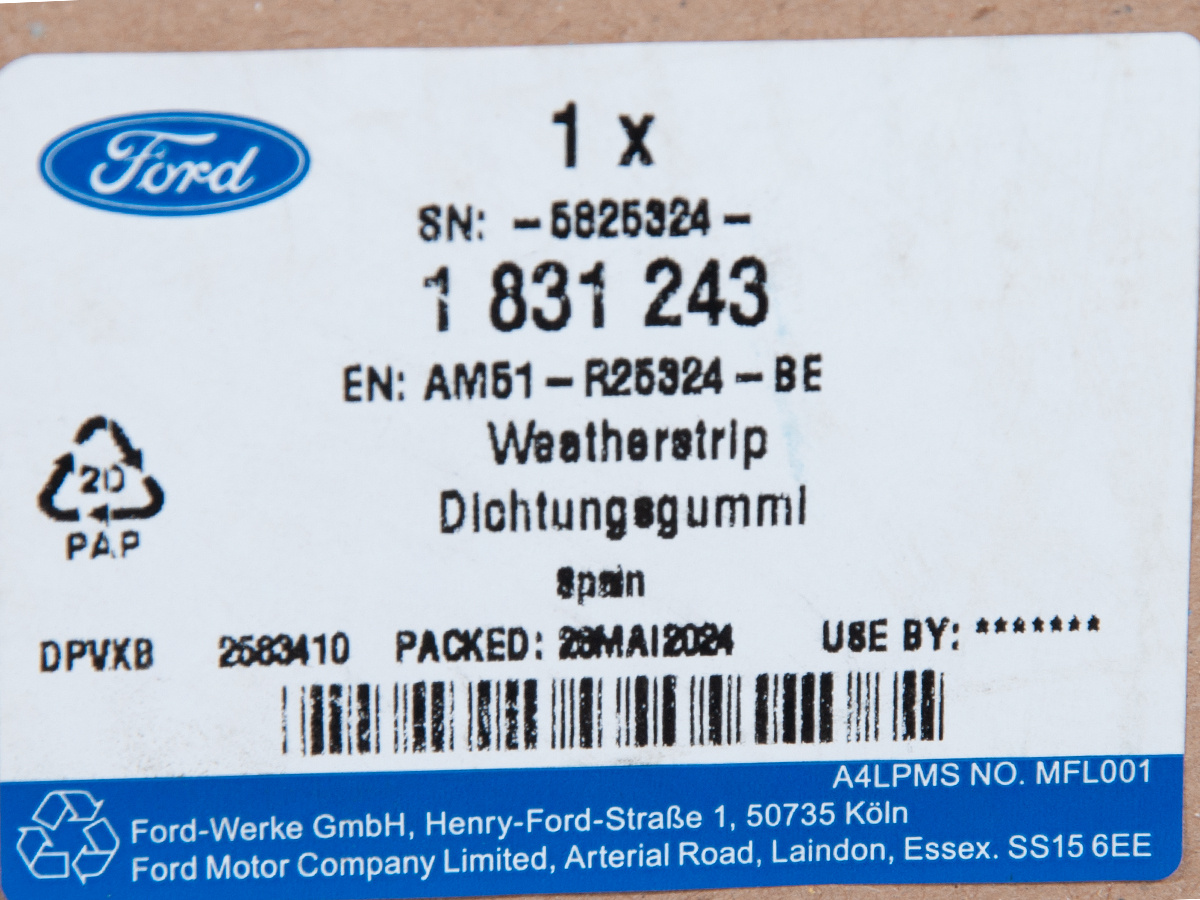 Ford
1 x
SN: -5825324-
1 831 243
EN: AM51-R25324-BE
Weatherstrip
Dichtungsgummi
20
PAP
Spain
DPVXB 2583410 PACKED: 28MAI2024 USE BY: *******
A4LPMS NO. MFL001
Ford-Werke GmbH, Henry-Ford-Straße 1, 50735 Köln
Ford Motor Company Limited, Arterial Road, Laindon, Essex. SS15 6EE